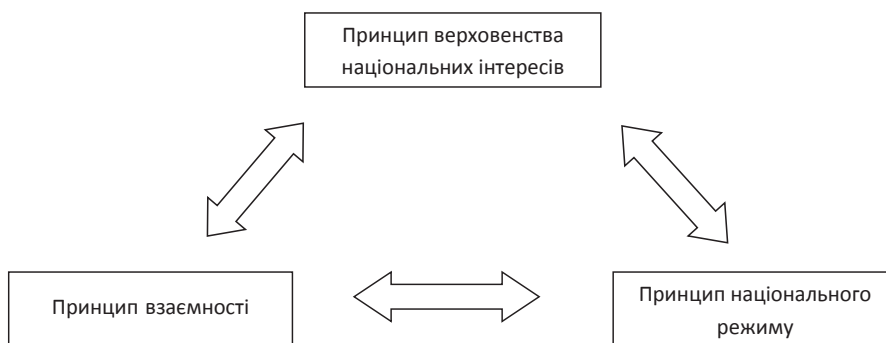 Принцип верховенства
національних інтересів
Принцип взаємності
Принцип національного
режиму